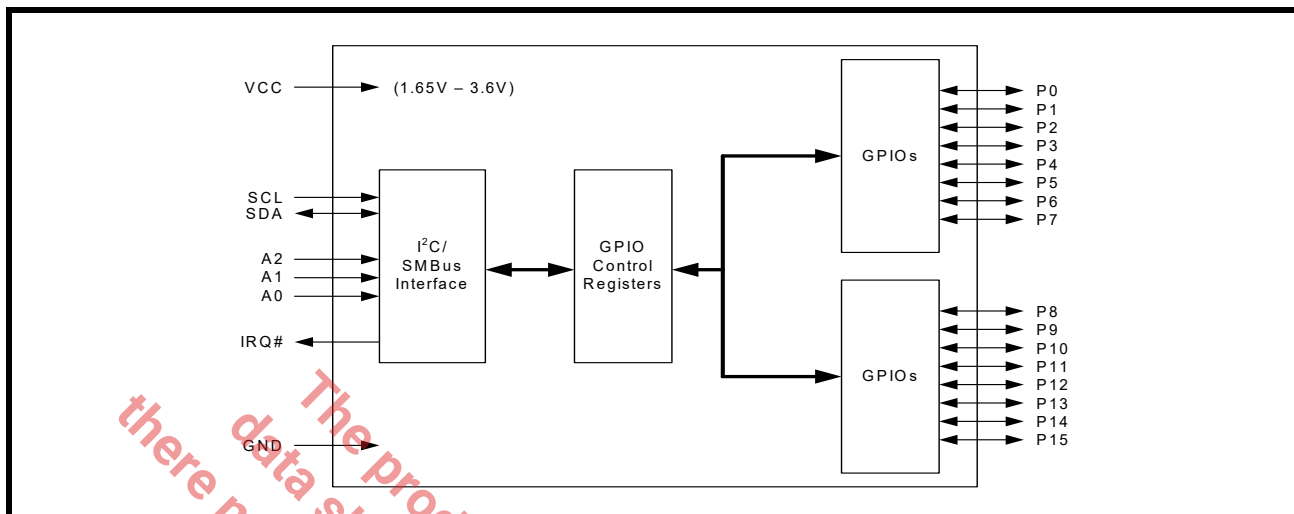 VCC
(1.65V – 3.6V)
SCL
SDA
A2
A1
A0
IRQ#
GND
I²C/
SMBus
Interface
GPIO
Control
Registers
GPIOs
P0
P1
P2
P3
P4
P5
P6
P7
GPIOs
P8
P9
P10
P11
P12
P13
P14
P15
The
data
there